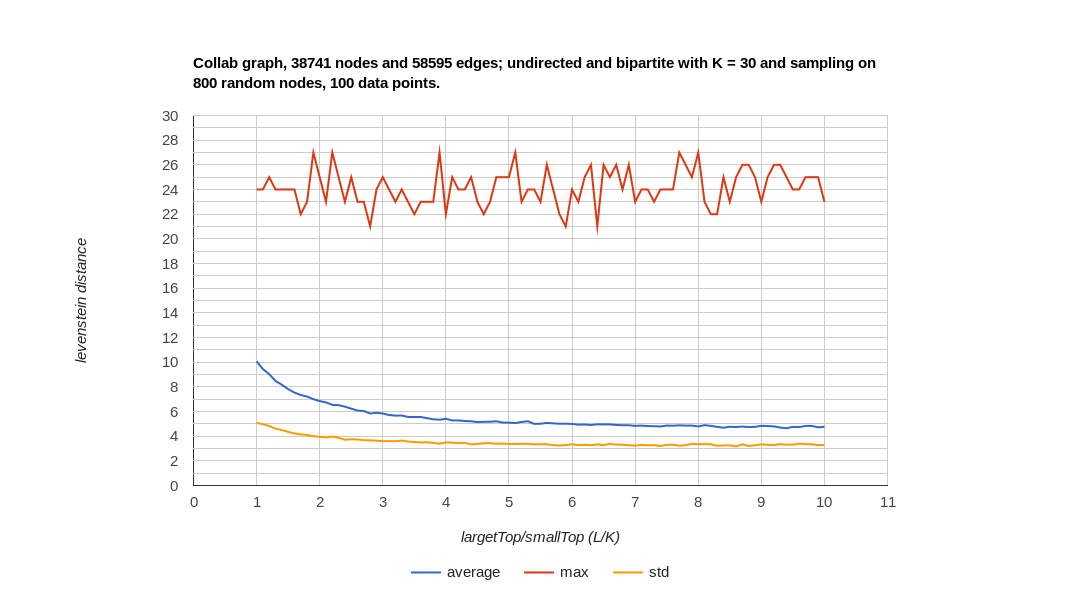 Collab graph, 38741 nodes and 58595 edges; undirected and bipartite with K = 30 and sampling on
800 random nodes, 100 data points.
30
28
26
24
22
20
18
16
14
12
10
8
6
4
2
0
levenstein distance
0 1 2 3 4 5 6 7 8 9 10 11
largetTop/smallTop (L/K)
average max std